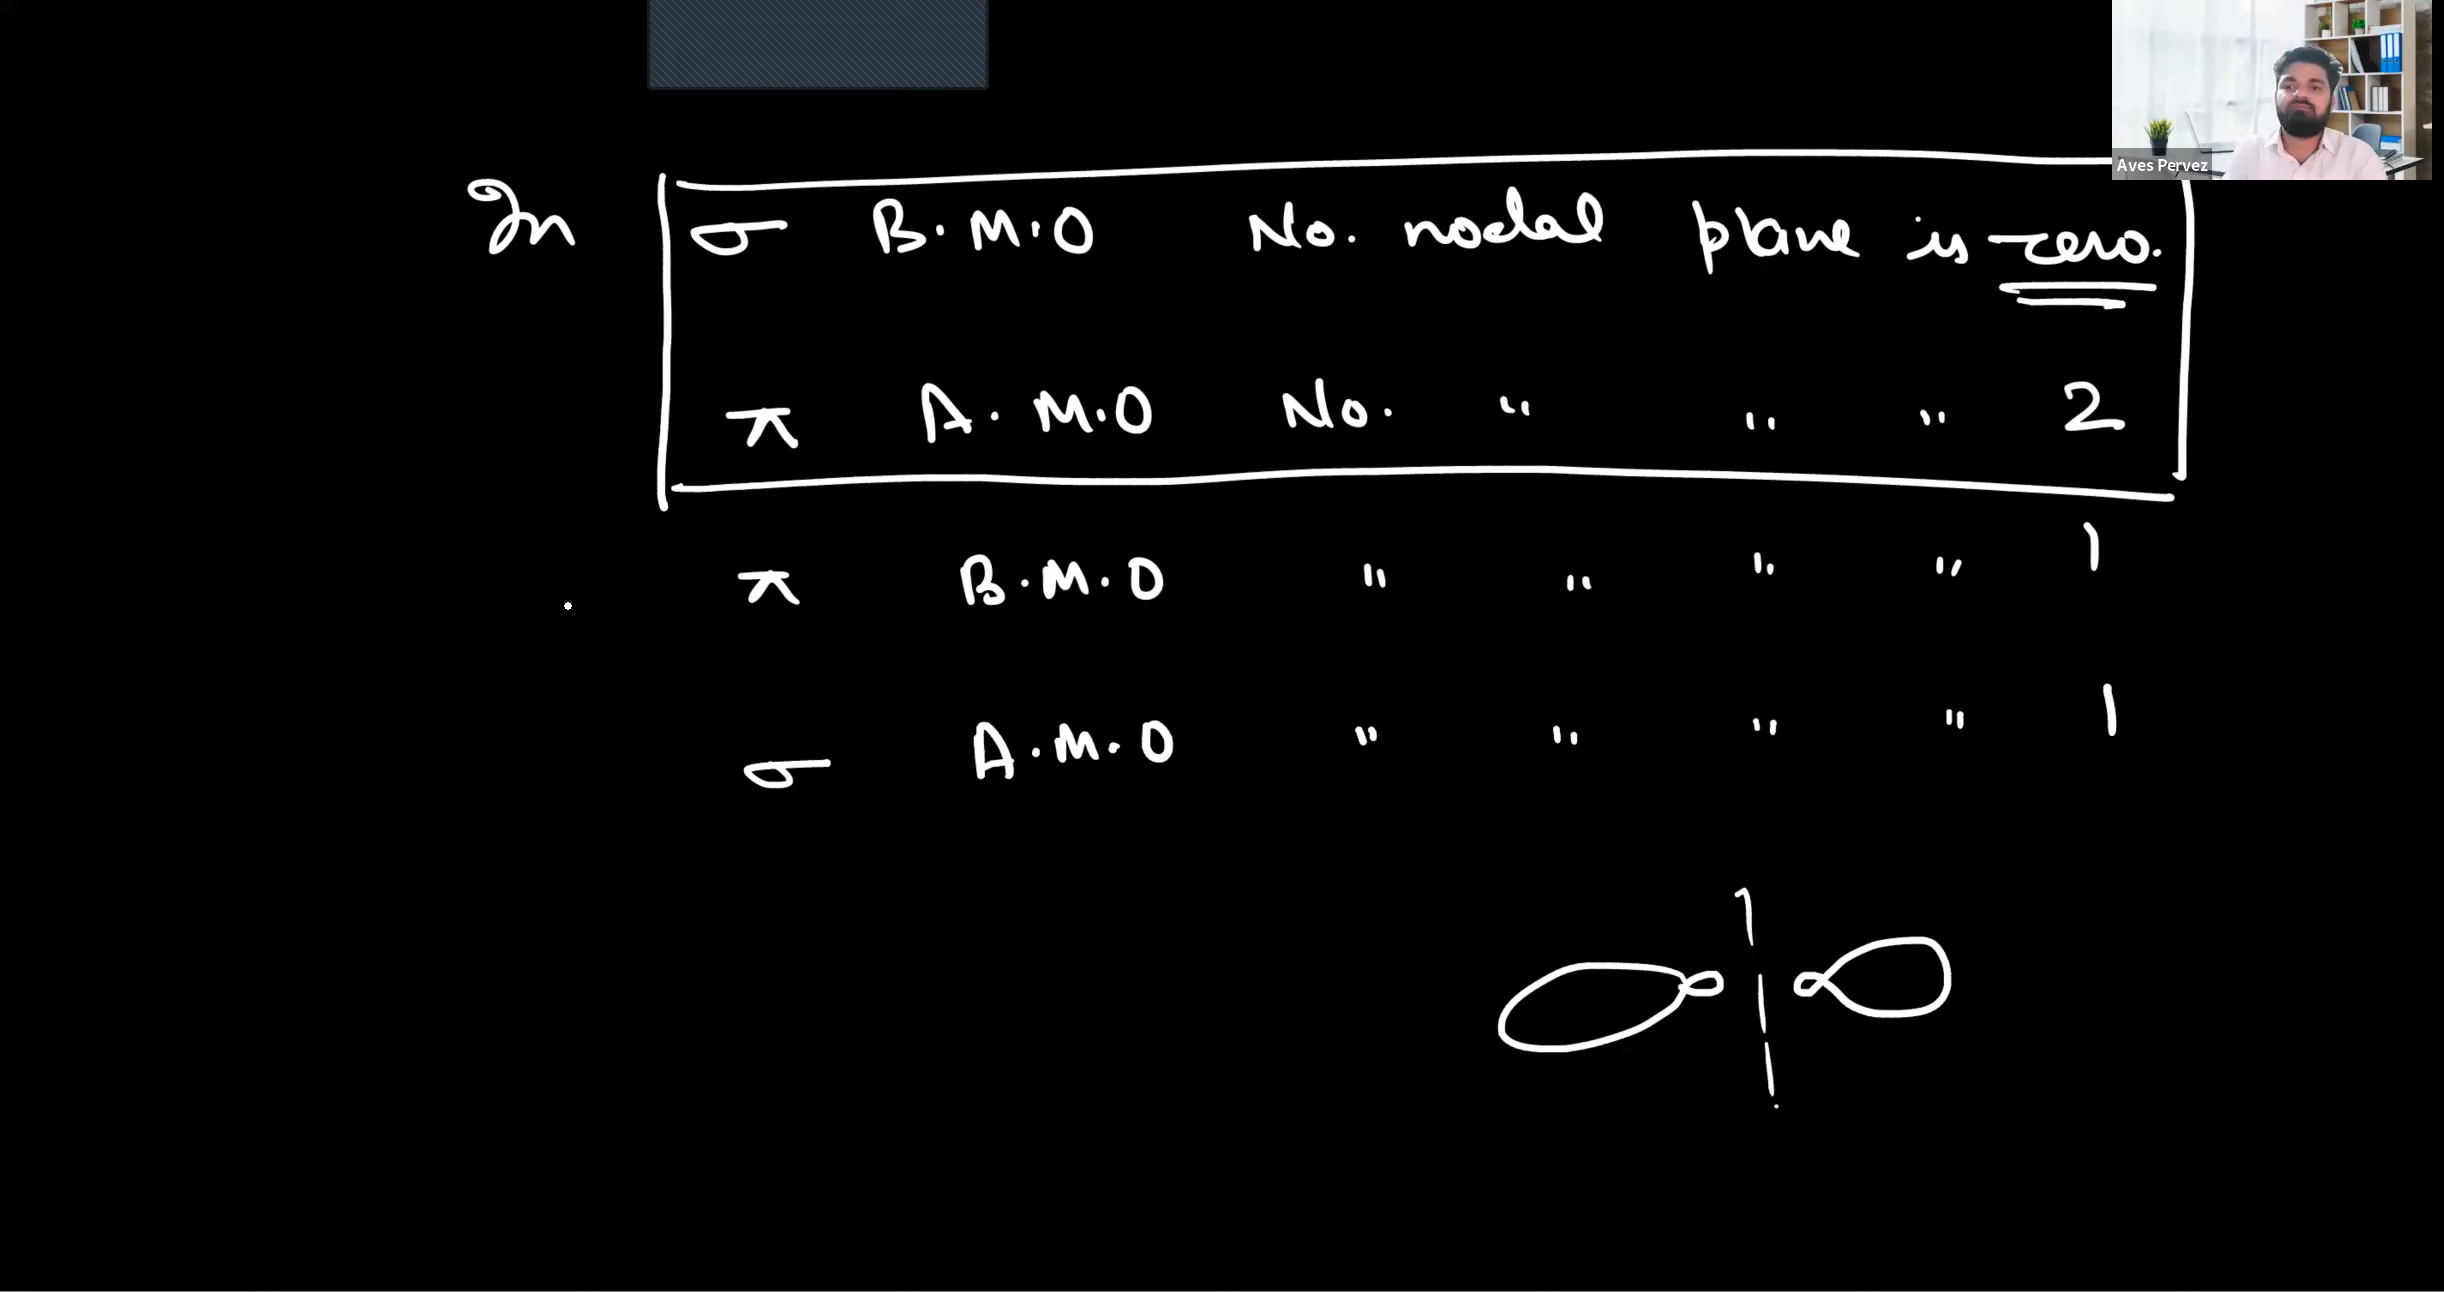 Aves Pervez
In σ B.M.O No. nodal plane is zero.
π A.M.O No. " " " 2
π B.M.O " " " " 1
σ A.M.O " " " " 1